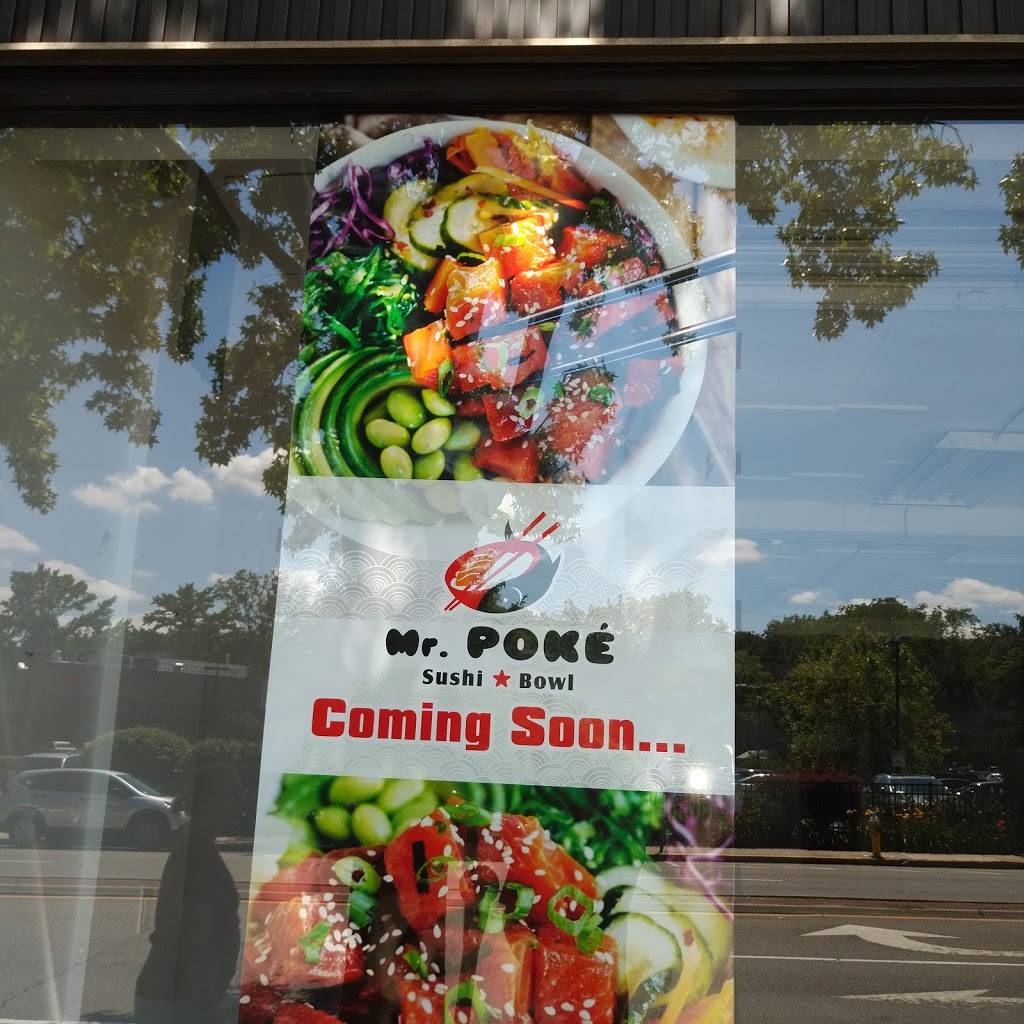 Mr. POKÉ
Sushi ★ Bowl
Coming Soon...